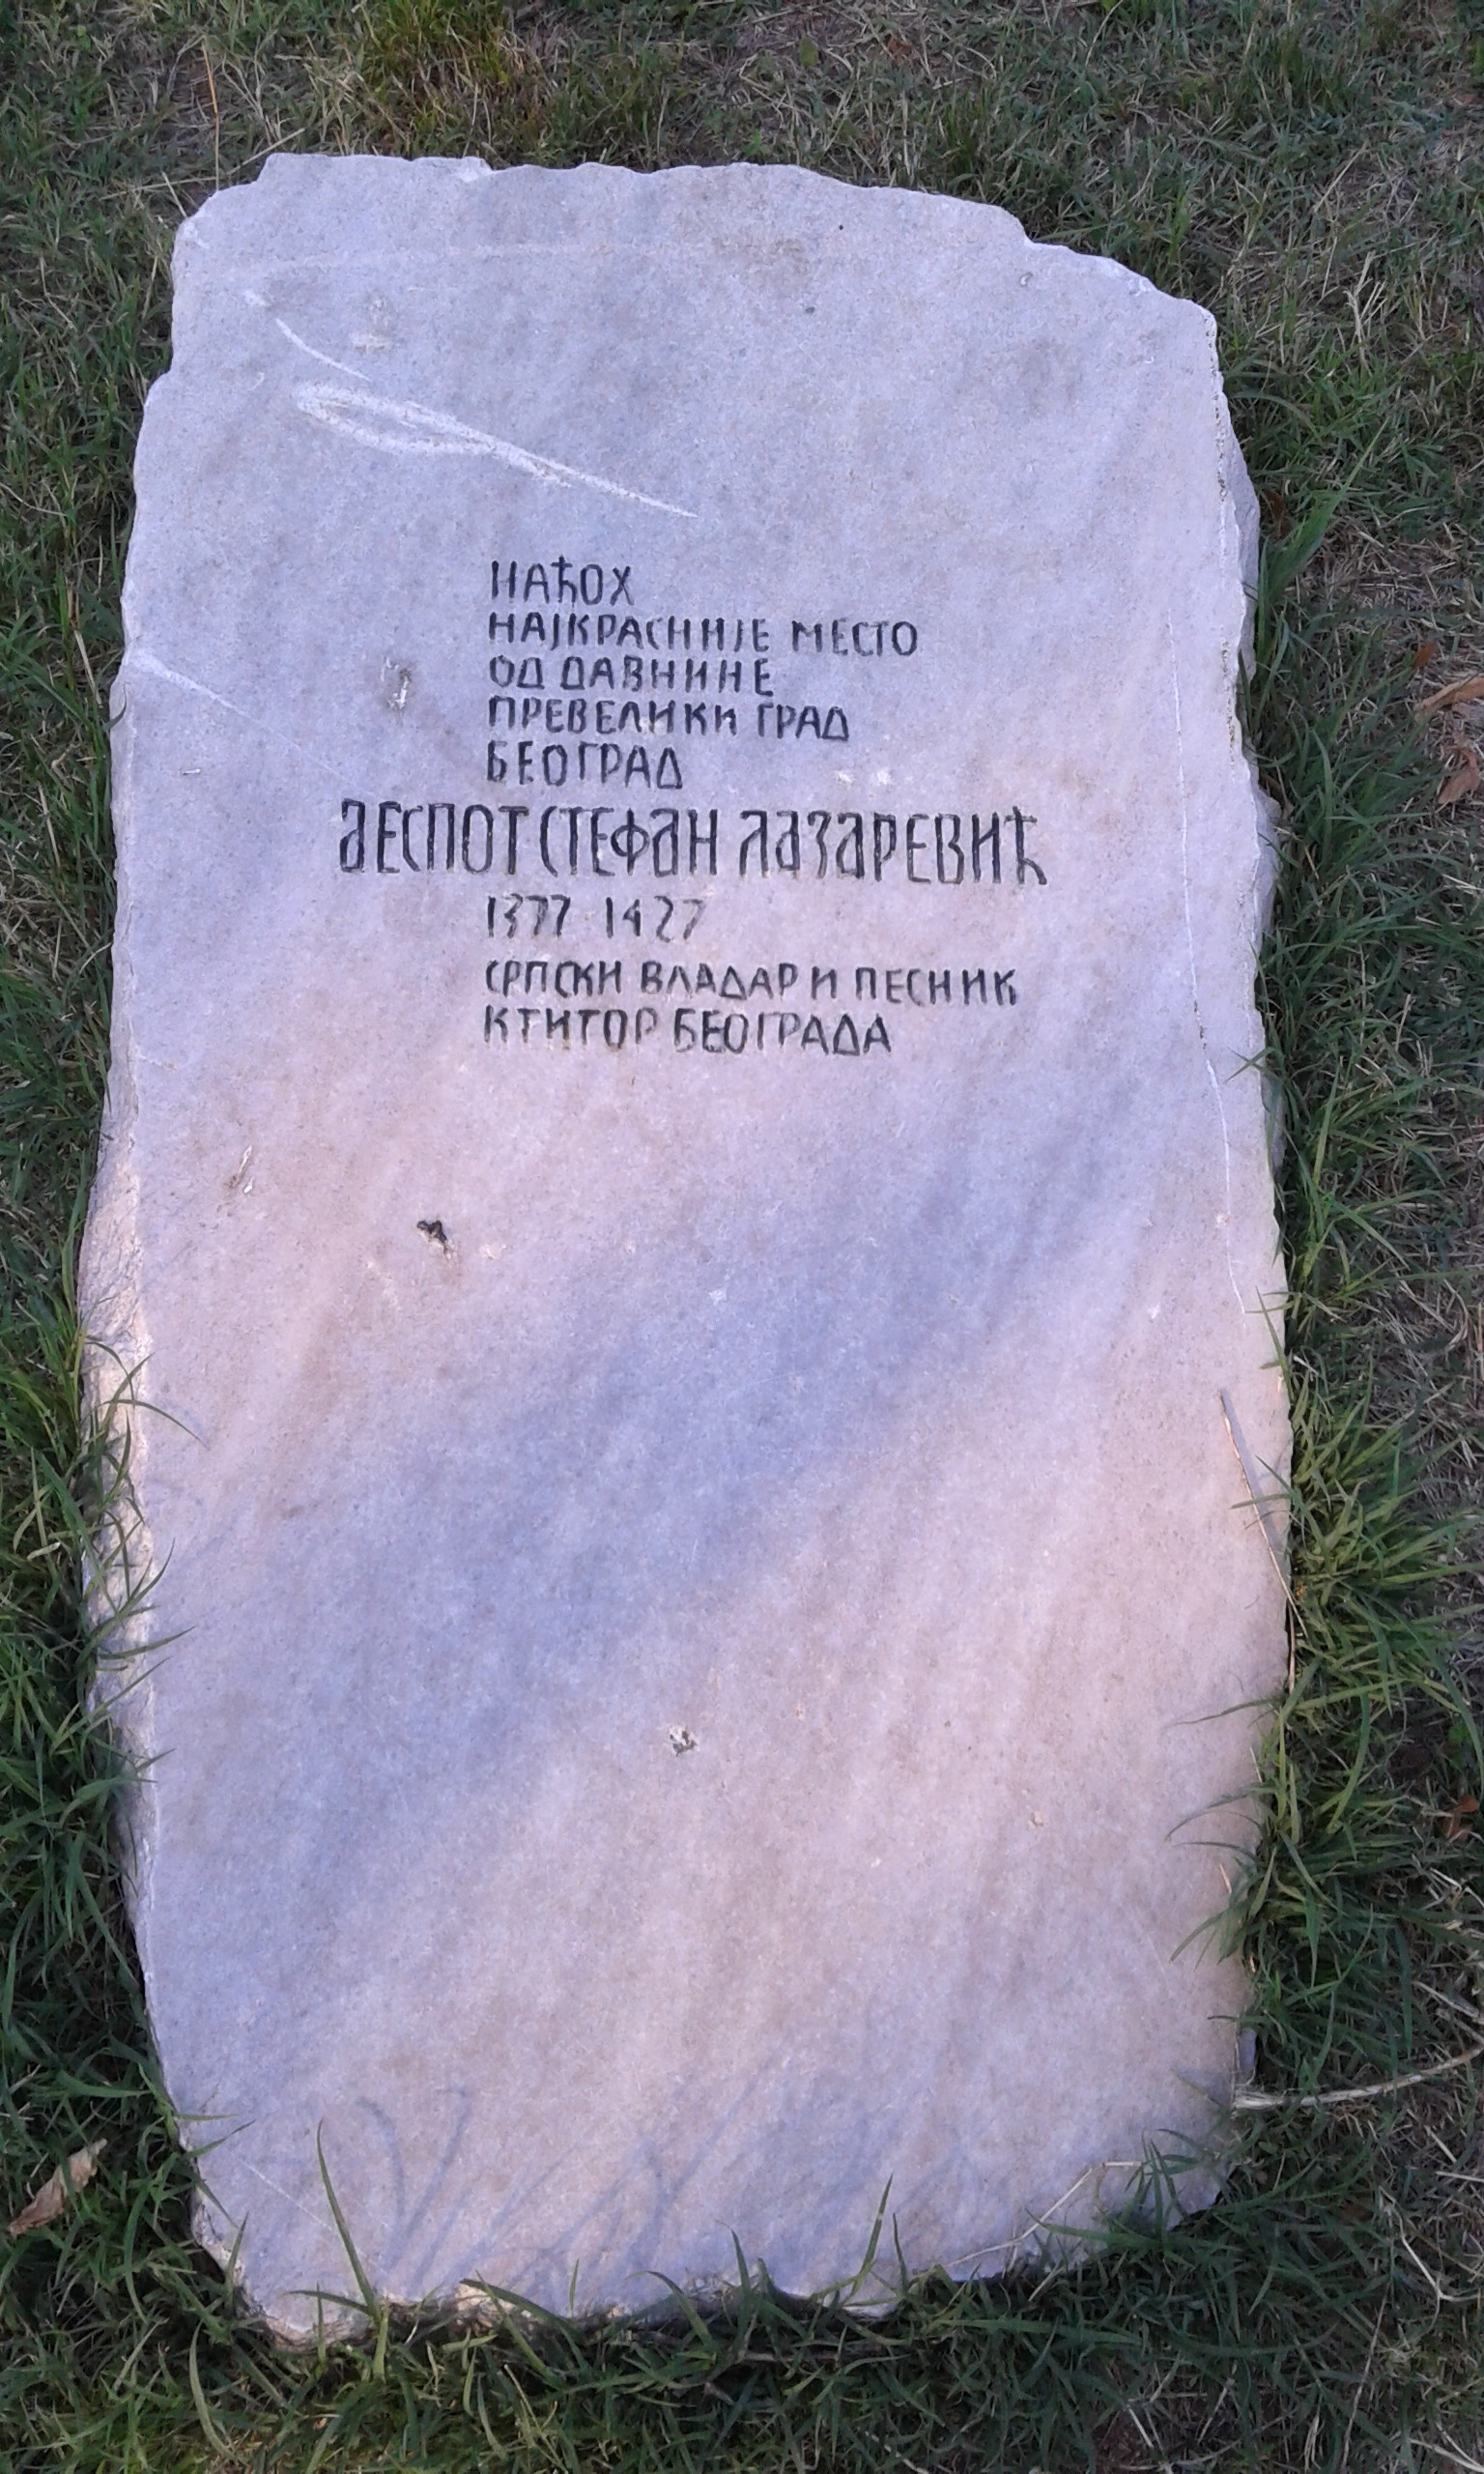 НАЂОХ
НАЈКРАСНИЈЕ МЕСТО
ОД ДАВНИНЕ
ПРЕВЕЛИКИ ГРАД
БЕОГРАД
ДЕСПОТ СТЕФАН ЛАЗАРЕВИЋ
1377 1427
СРПСКИ ВЛАДАР И ПЕСНИК
КТИТОР БЕОГРАДА